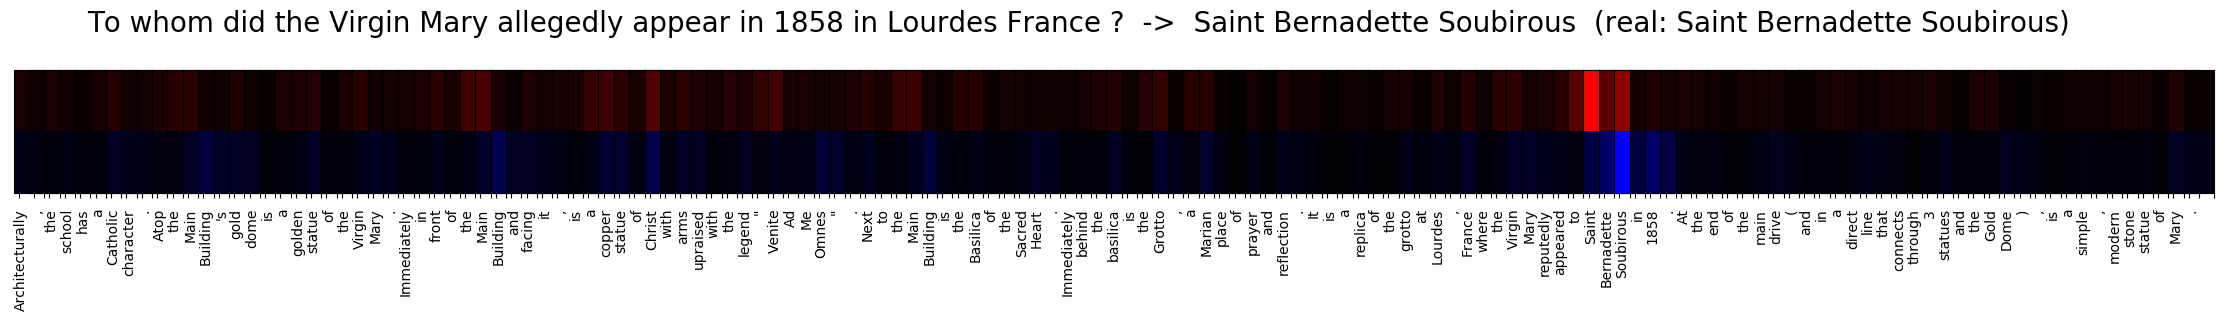 To whom did the Virgin Mary allegedly appear in 1858 in Lourdes France ?  ->  Saint Bernadette Soubirous  (real: Saint Bernadette Soubirous)
Architecturally , the school has a Catholic character . Atop the Main Building 's gold dome is a golden statue of the Virgin Mary . Immediately in front of the Main Building and facing it , is a copper statue of Christ with arms upraised with the legend " Venite Ad Me Omnes " . Next to the Main Building is the Basilica of the Sacred Heart . Immediately behind the basilica is the Grotto , a Marian place of prayer and reflection . It is a replica of the grotto at Lourdes , France where the Virgin Mary reputedly appeared to Saint Bernadette Soubirous in 1858 . At the end of the main drive ( and in a direct line that connects through 3 statues and the Gold Dome ) , is a simple , modern stone statue of Mary .